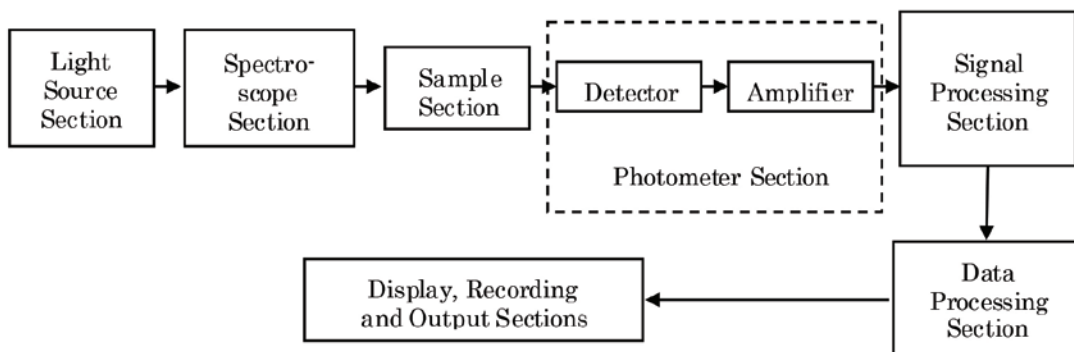 Light
Source
Section
Spectro-
scope
Section
Sample
Section
Detector
Amplifier
Photometer Section
Signal
Processing
Section
Data
Processing
Section
Display, Recording
and Output Sections